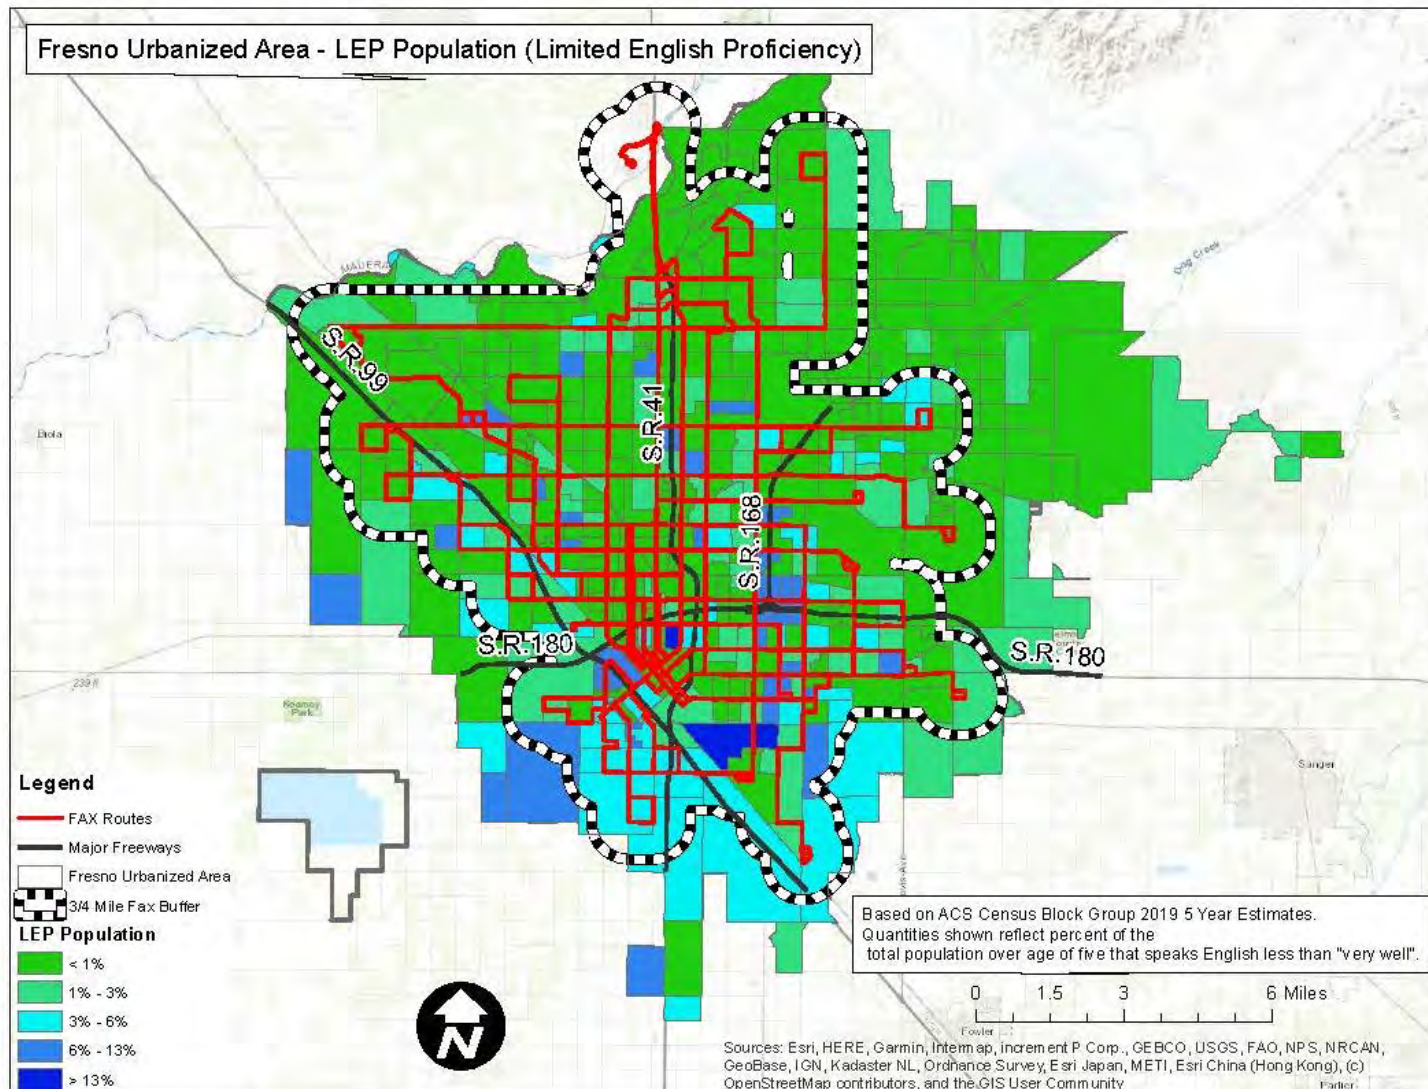 Fresno Urbanized Area - LEP Population (Limited English Proficiency)
MADERA
Dog Creek
S.R.99
S.R.41
Biola
S.R.168
S.R.180
S.R.180
239 ft
Kearney
Park
Sanger
Legend
FAX Routes
Major Freeways
Fresno Urbanized Area
3/4 Mile Fax Buffer
LEP Population
< 1%
1% - 3%
3% - 6%
6% - 13%
> 13%
N
Based on ACS Census Block Group 2019 5 Year Estimates.
Quantities shown reflect percent of the
total population over age of five that speaks English less than "very well".
0 1.5 3 6 Miles
Fowler
Sources: Esri, HERE, Garmin, Intermap, increment P Corp., GEBCO, USGS, FAO, NPS, NRCAN,
GeoBase, IGN, Kadaster NL, Ordnance Survey, Esri Japan, METI, Esri China (Hong Kong), (c)
OpenStreetMap contributors, and the GIS User Community